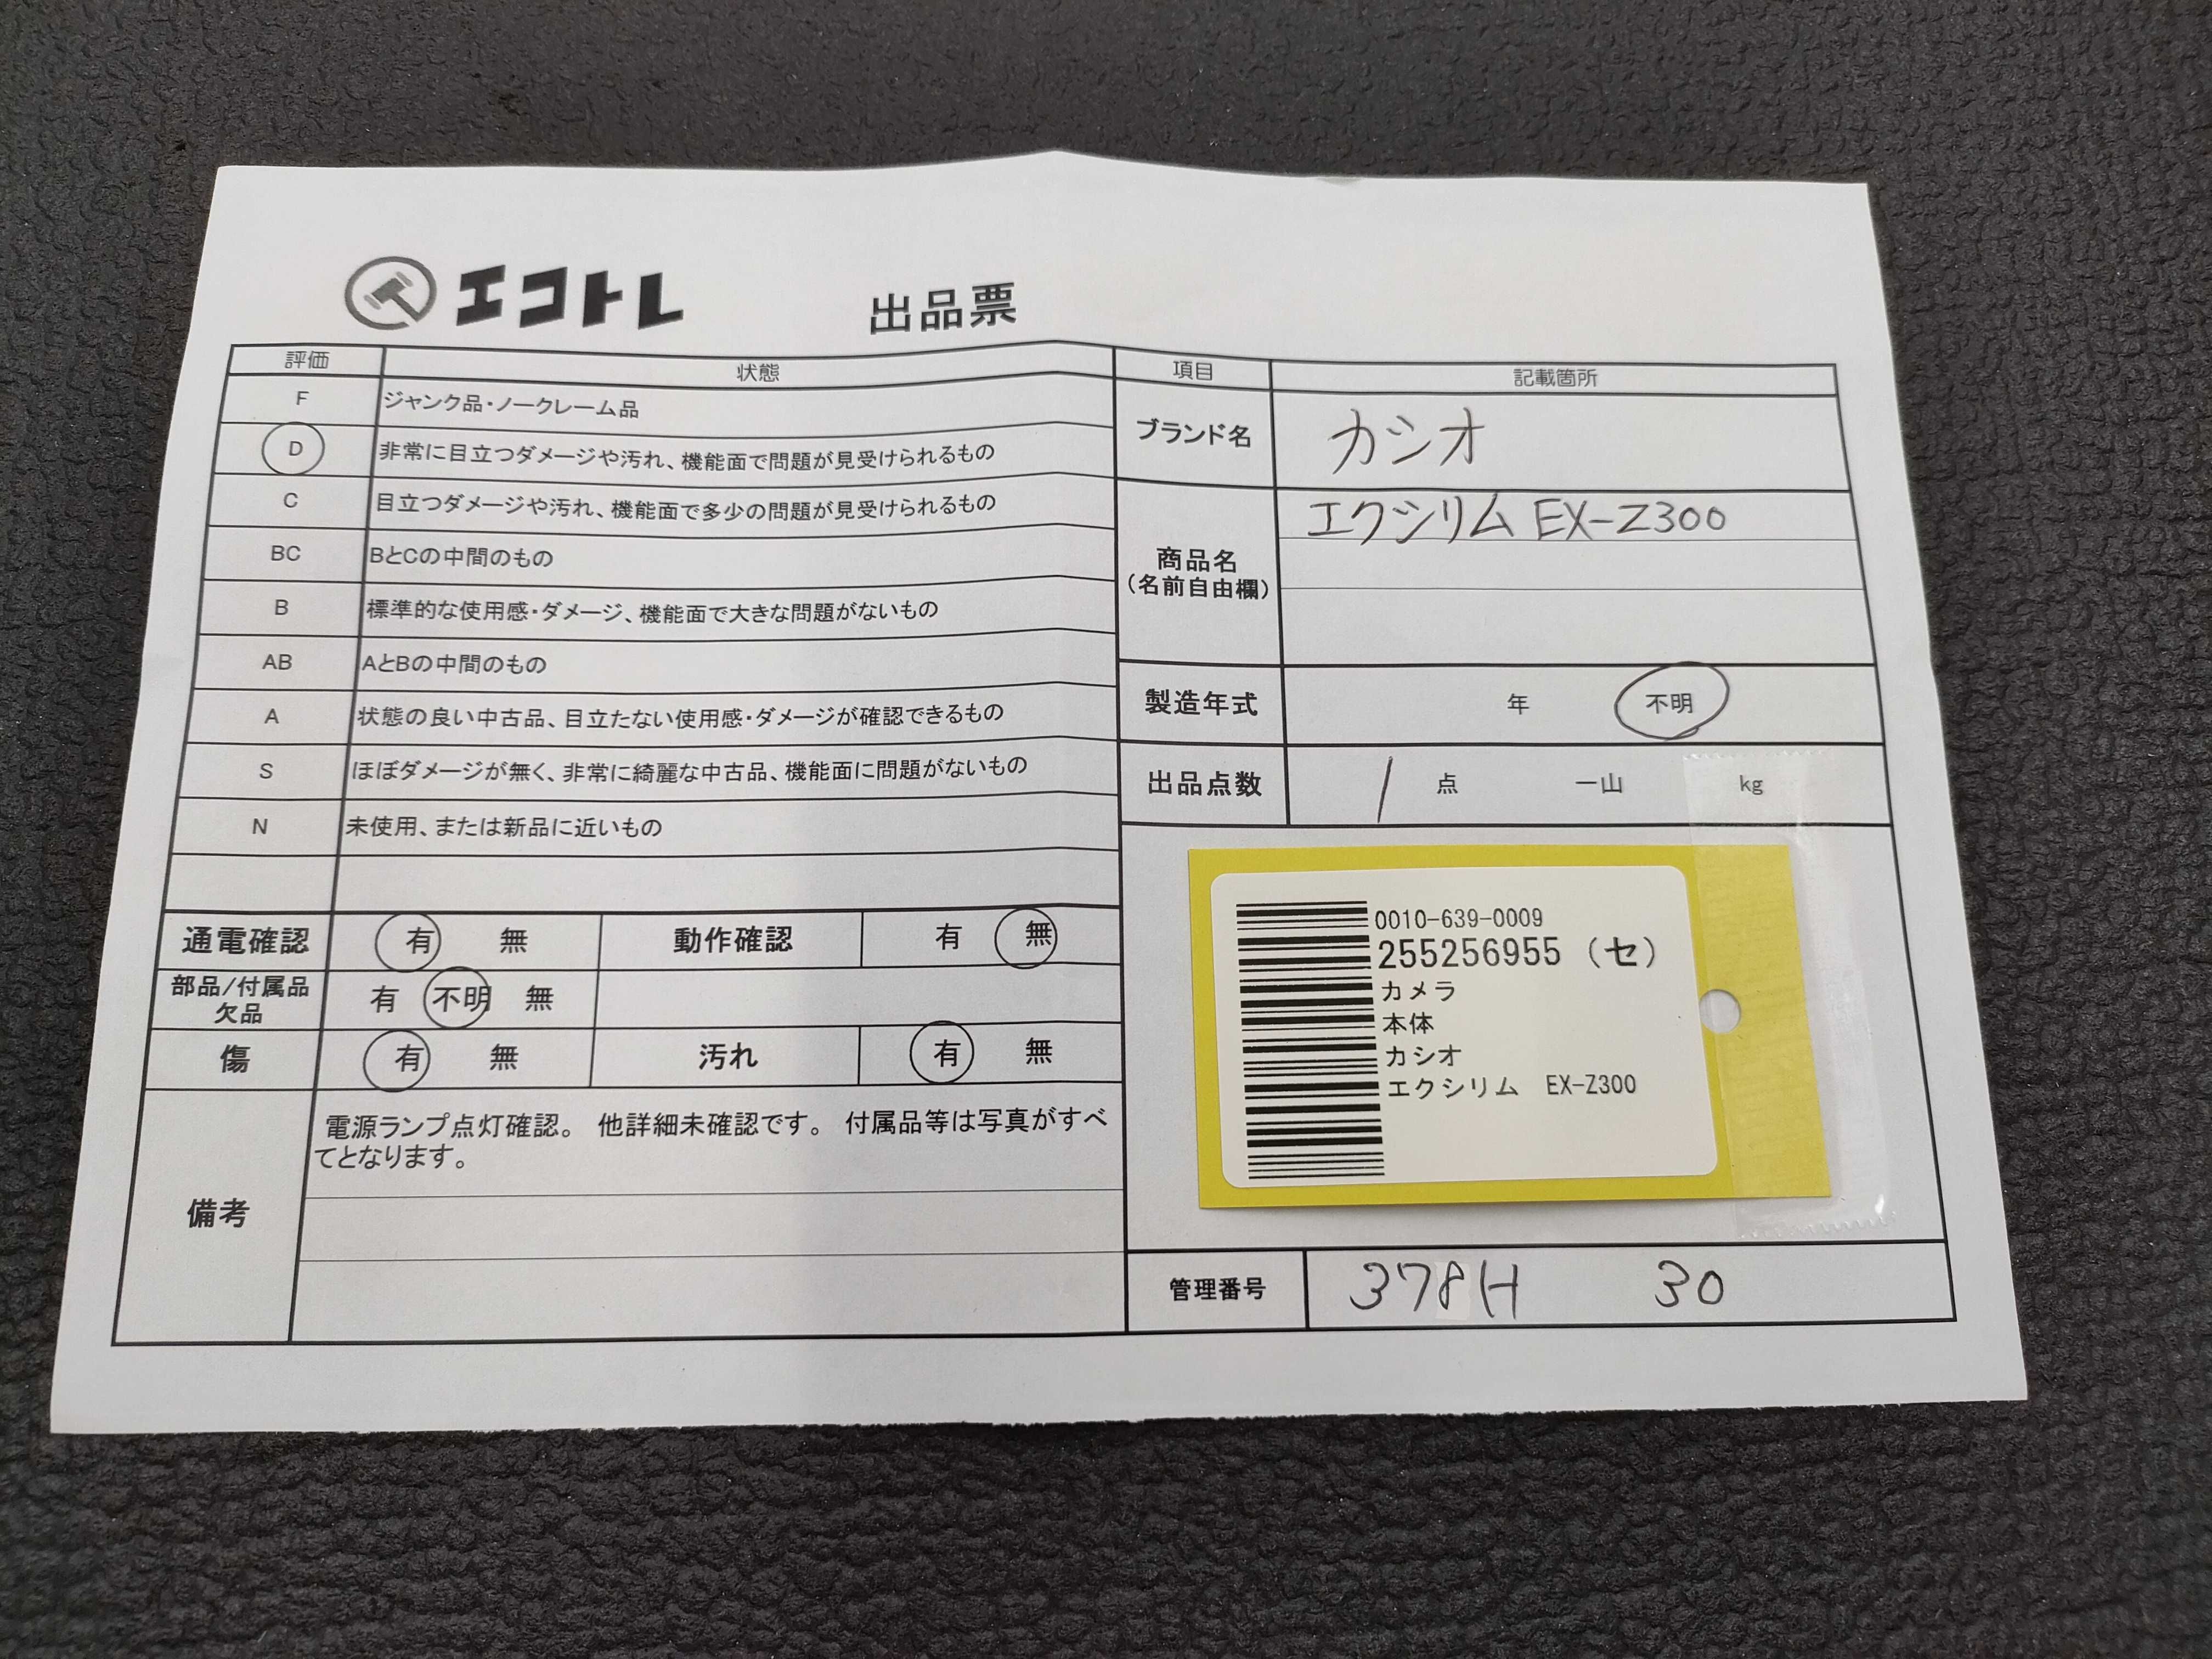 エコトレ
出品票
評価 状態
F ジャンク品・ノークレーム品
D 非常に目立つダメージや汚れ、機能面で問題が見受けられるもの
C 目立つダメージや汚れ、機能面で多少の問題が見受けられるもの
BC BとCの中間のもの
B 標準的な使用感・ダメージ、機能面で大きな問題がないもの
AB AとBの中間のもの
A 状態の良い中古品、目立たない使用感・ダメージが確認できるもの
S ほぼダメージが無く、非常に綺麗な中古品、機能面に問題がないもの
N 未使用、または新品に近いもの
通電確認 有 無 動作確認 有 無
部品/付属品
欠品
有 不明 無
傷 有 無 汚れ 有 無
備考
電源ランプ点灯確認。 他詳細未確認です。 付属品等は写真がすべ
てとなります。
項目 記載箇所
ブランド名 カシオ
商品名
(名前自由欄)
エクシリム EX-Z300
製造年式 年 不明
出品点数 1 点 一山 kg
0010-639-0009
255256955 (セ)
カメラ
本体
カシオ
エクシリム EX-Z300
管理番号 378H 30